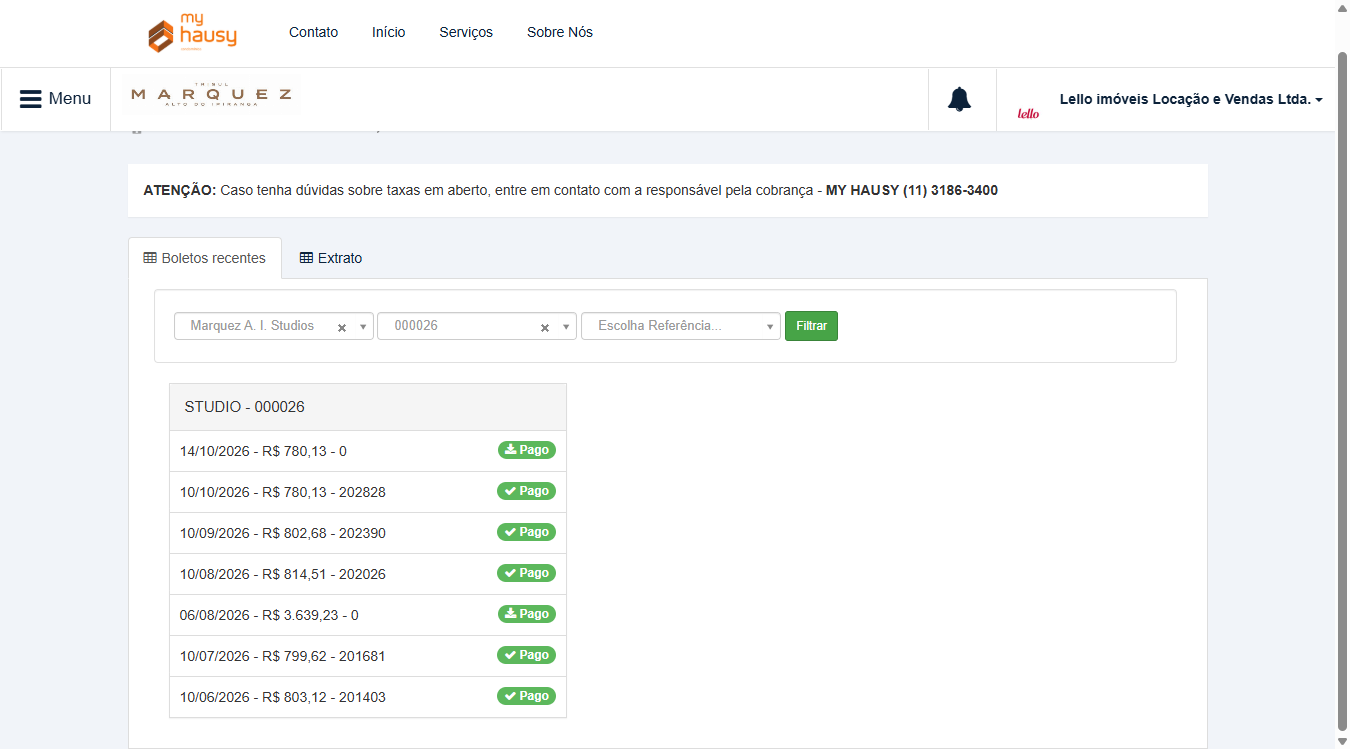 my
hausy
Contato
Início
Serviços
Sobre Nós
Menu
MARQUEZ
ALTO DO IPIRANGA
lello
Lello imóveis Locação e Vendas Ltda.
ATENÇÃO: Caso tenha dúvidas sobre taxas em aberto, entre em contato com a responsável pela cobrança - MY HAUSY (11) 3186-3400
Boletos recentes
Extrato
Marquez A. I. Studios
000026
Escolha Referência...
Filtrar
STUDIO - 000026
14/10/2026 - R$ 780,13 - 0 Pago
10/10/2026 - R$ 780,13 - 202828 Pago
10/09/2026 - R$ 802,68 - 202390 Pago
10/08/2026 - R$ 814,51 - 202026 Pago
06/08/2026 - R$ 3.639,23 - 0 Pago
10/07/2026 - R$ 799,62 - 201681 Pago
10/06/2026 - R$ 803,12 - 201403 Pago